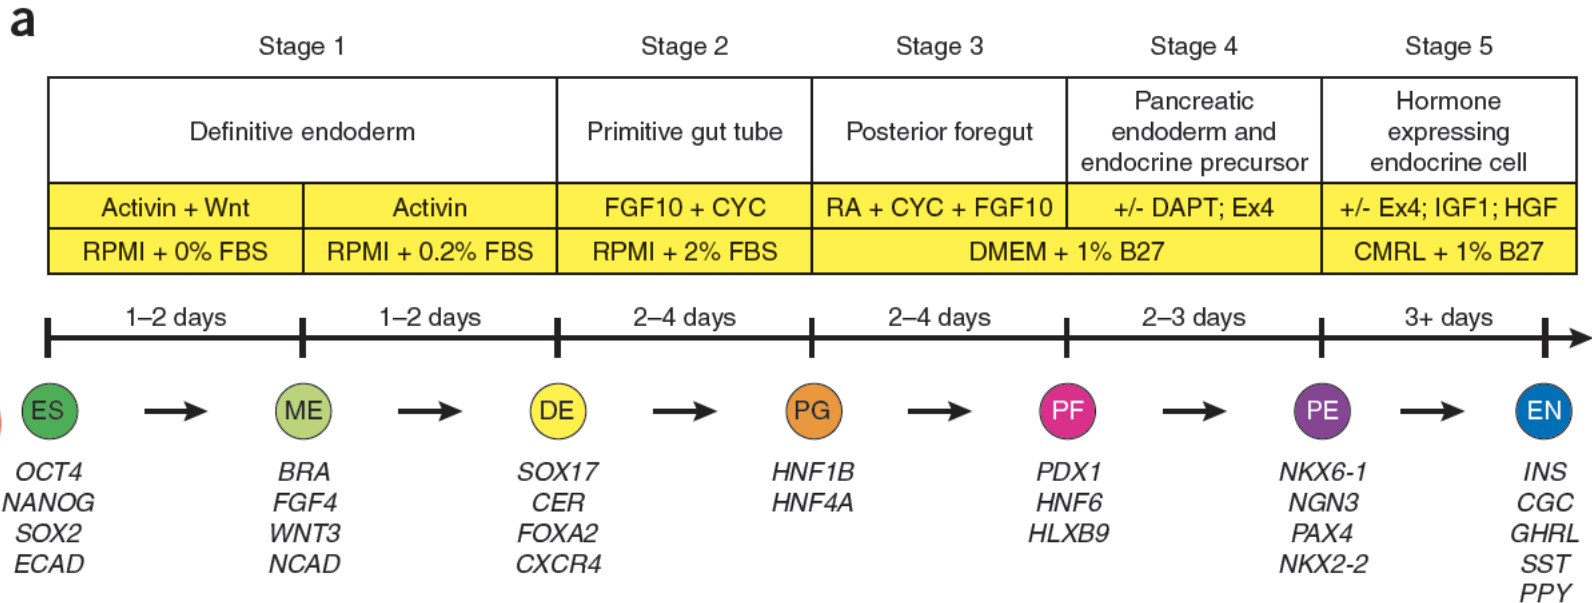 a
Stage 1 Stage 2 Stage 3 Stage 4 Stage 5
Definitive endoderm
Primitive gut tube
Posterior foregut
Pancreatic
endoderm and
endocrine precursor
Hormone
expressing
endocrine cell
Activin + Wnt
Activin
FGF10 + CYC
RA + CYC + FGF10
+/- DAPT; Ex4
+/- Ex4; IGF1; HGF
RPMI + 0% FBS
RPMI + 0.2% FBS
RPMI + 2% FBS
DMEM + 1% B27
CMRL + 1% B27
1–2 days 1–2 days 2–4 days 2–4 days 2–3 days 3+ days
ES ME DE PG PF PE EN
OCT4
NANOG
SOX2
ECAD
BRA
FGF4
WNT3
NCAD
SOX17
CER
FOXA2
CXCR4
HNF1B
HNF4A
PDX1
HNF6
HLXB9
NKX6-1
NGN3
PAX4
NKX2-2
INS
CGC
GHRL
SST
PPY